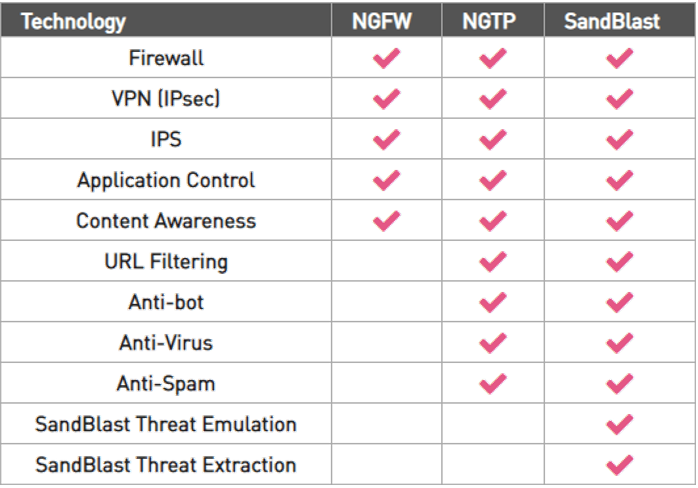 Technology NGFW NGTP SandBlast
Firewall ✓ ✓ ✓
VPN (IPsec) ✓ ✓ ✓
IPS ✓ ✓ ✓
Application Control ✓ ✓ ✓
Content Awareness ✓ ✓ ✓
URL Filtering ✓ ✓
Anti-bot ✓ ✓
Anti-Virus ✓ ✓
Anti-Spam ✓ ✓
SandBlast Threat Emulation ✓
SandBlast Threat Extraction ✓